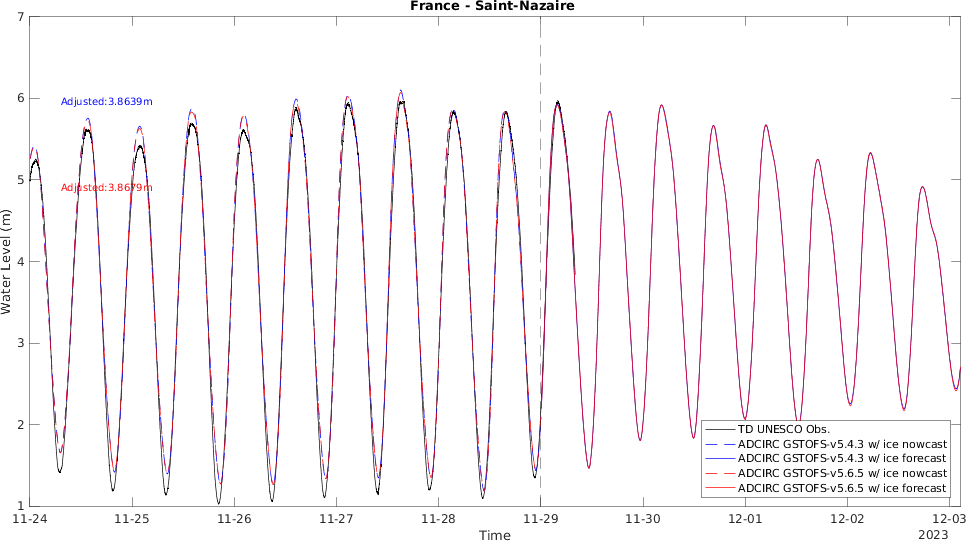 France - Saint-Nazaire
7
6
5
4
3
2
1
Water Level (m)
Adjusted:3.8639m
Adjusted:3.8679m
TD UNESCO Obs.
ADCIRC GSTOFS-v5.4.3 w/ ice nowcast
ADCIRC GSTOFS-v5.4.3 w/ ice forecast
ADCIRC GSTOFS-v5.6.5 w/ ice nowcast
ADCIRC GSTOFS-v5.6.5 w/ ice forecast
11-24 11-25 11-26 11-27 11-28 11-29 11-30 12-01 12-02 12-03
Time
2023